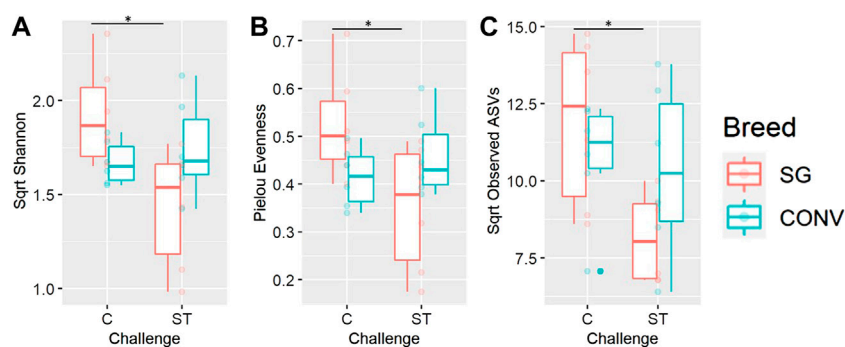 A
*
Sqrt Shannon
2.0
1.5
1.0
C
ST
Challenge
B
*
Pielou Evenness
0.7
0.6
0.5
0.4
0.3
0.2
C
ST
Challenge
C
*
Sqrt Observed ASVs
15.0
12.5
10.0
7.5
C
ST
Challenge
Breed
SG
CONV